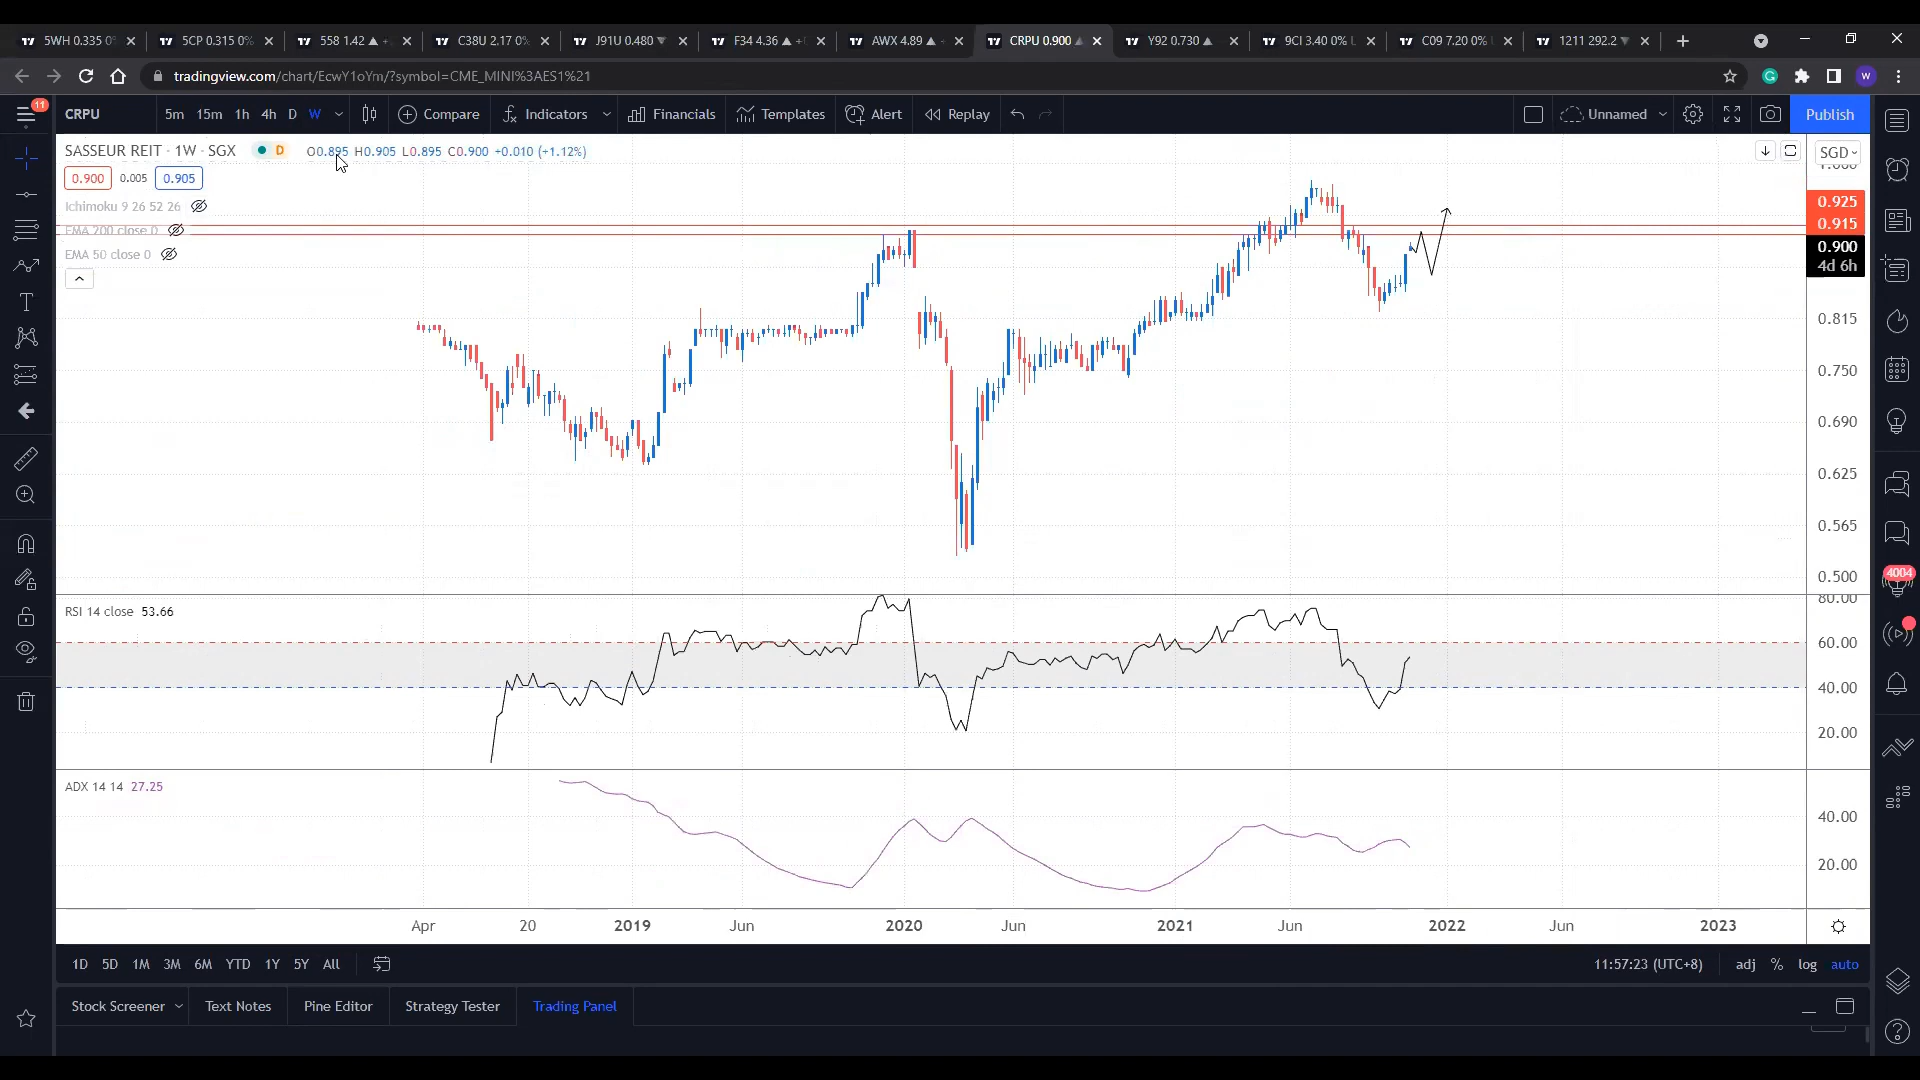 5WH 0.335 0%
5CP 0.315 0%
558 1.42 ▲ +
C38U 2.17 0%
J91U 0.480 ▼
F34 4.36 ▲ +
AWX 4.89 ▲
CRPU 0.900 ▲
Y92 0.730 ▲
9CI 3.40 0%
C09 7.20 0%
1211 292.2 ▼
tradingview.com/chart/EcwY1oYm/?symbol=CME_MINI%3AES1%21
W
11
CRPU
5m 15m 1h 4h D W
Compare
Indicators
Financials
Templates
Alert
Replay
Unnamed
Publish
SASSEUR REIT · 1W · SGX
D
O0.895 H0.905 L0.895 C0.900 +0.010 (+1.12%)
SGD
0.900 0.005 0.905
Ichimoku 9 26 52 26
EMA 200 close 0
EMA 50 close 0
1.000
0.925
0.915
0.900
4d 6h
0.815
0.750
0.690
0.625
0.565
0.500
RSI 14 close 53.66
80.00
60.00
40.00
20.00
ADX 14 14 27.25
40.00
20.00
4004
Apr 20 2019 Jun 2020 Jun 2021 Jun 2022 Jun 2023
1D 5D 1M 3M 6M YTD 1Y 5Y All
11:57:23 (UTC+8)
adj % log auto
Stock Screener
Text Notes
Pine Editor
Strategy Tester
Trading Panel